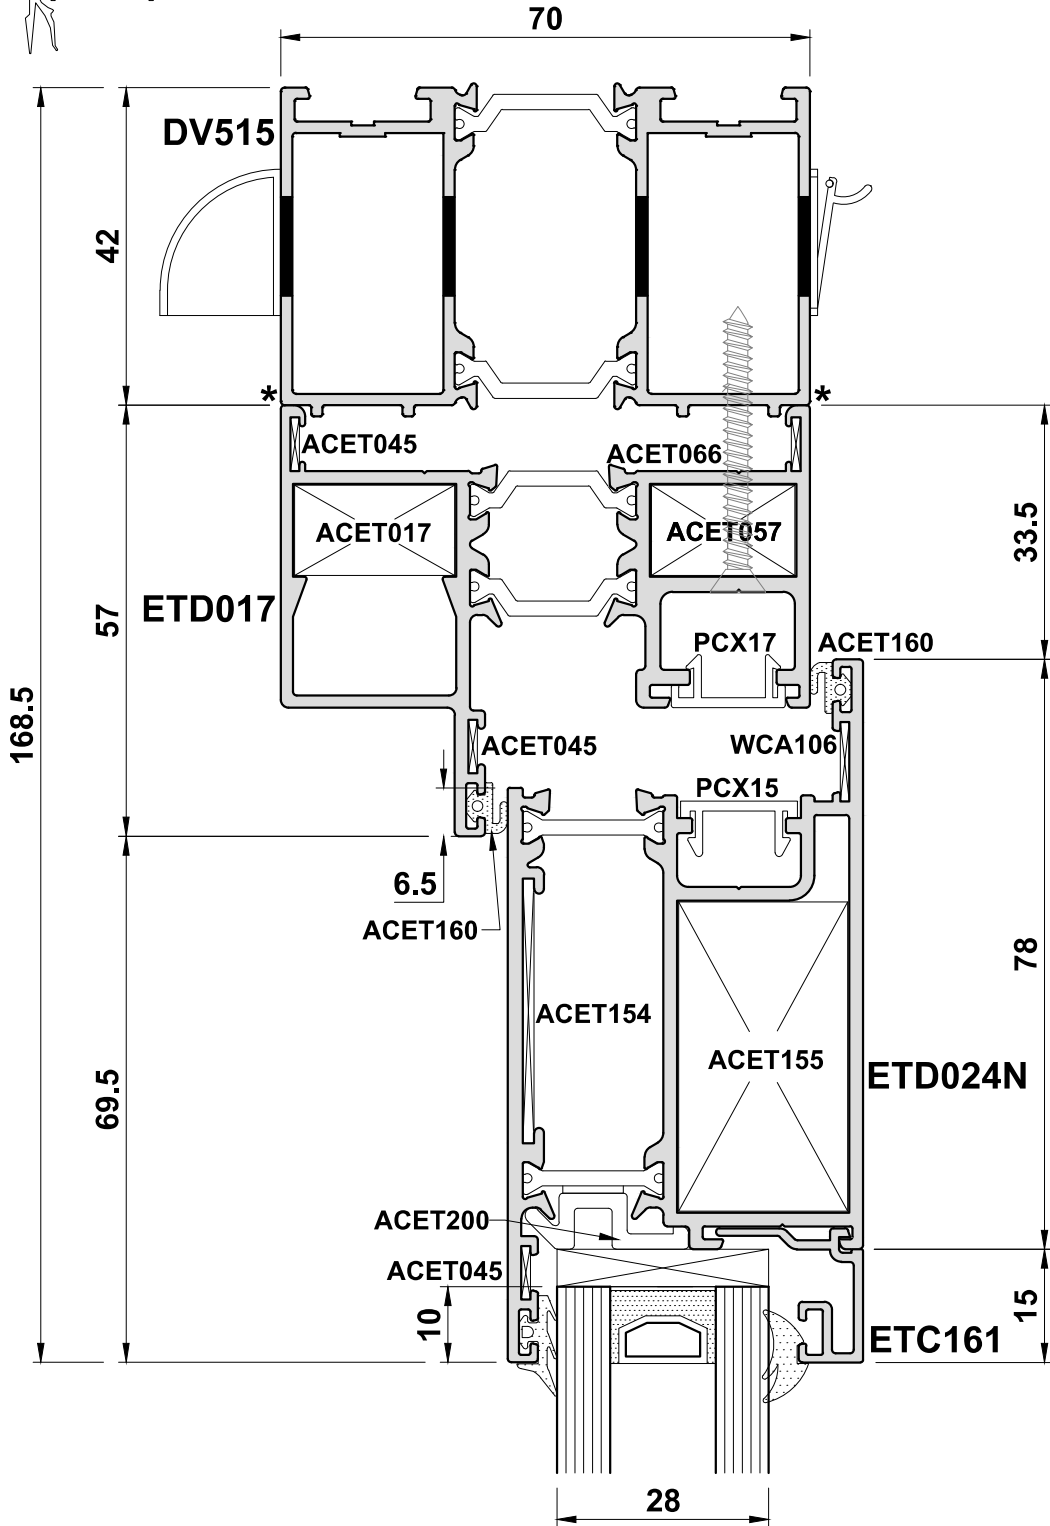 70
DV515
42
*
*
ACET045
ACET066
33.5
ACET017
ACET057
57
ETD017
PCX17
ACET160
168.5
ACET045
WCA106
PCX15
6.5
ACET160
78
ACET154
ACET155
ETD024N
69.5
ACET200
ACET045
10
15
ETC161
28